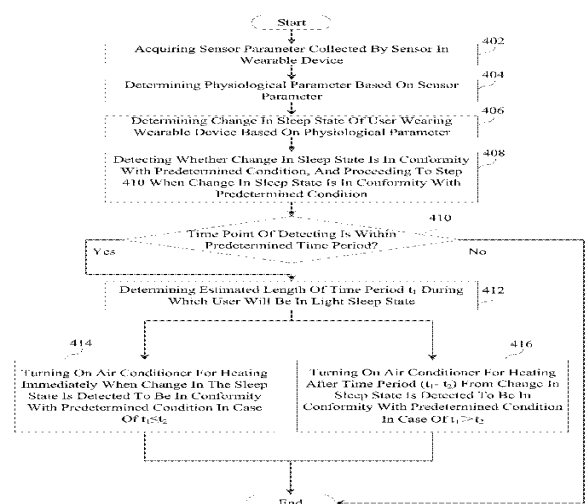 Start
Acquiring Sensor Parameter Collected By Sensor In
Wearable Device
402
Determining Physiological Parameter Based On Sensor
Parameter
404
Determining Change In Sleep State Of User Wearing
Wearable Device Based On Physiological Parameter
406
Detecting Whether Change In Sleep State Is In Conformity
With Predetermined Condition, And Proceeding To Step
410 When Change In Sleep State Is In Conformity With
Predetermined Condition
408
Time Point Of Detecting Is Within
Predetermined Time Period?
410
Yes
No
Determining Estimated Length Of Time Period t₁ During
Which User Will Be In Light Sleep State
412
414
Turning On Air Conditioner For Heating
Immediately When Change In The Sleep
State Is Detected To Be In Conformity
With Predetermined Condition In Case
Of t₁<t₂
416
Turning On Air Conditioner For Heating
After Time Period (t₁- t₂) From Change In
Sleep State Is Detected To Be In
Conformity With Predetermined Condition
In Case Of t₁>t₂
End